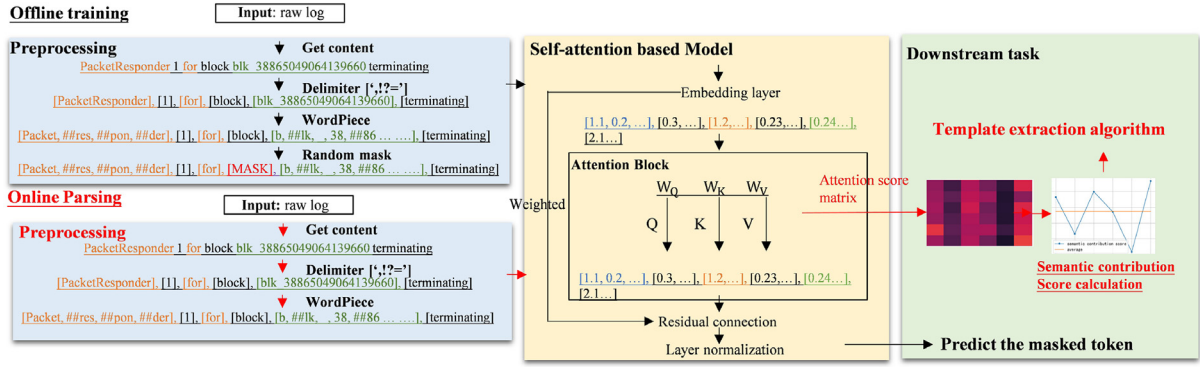 Offline training
Input: raw log
Preprocessing
Get content
PacketResponder 1 for block blk_38865049064139660 terminating
Delimiter [‘,!?=’]
[PacketResponder], [1], [for], [block], [blk_38865049064139660], [terminating]
WordPiece
[Packet, ##res, ##pon, ##der], [1], [for], [block], [b, ##lk, _, 38, ##86 … ….], [terminating]
Random mask
[Packet, ##res, ##pon, ##der], [1], [for], [MASK], [b, ##lk, _, 38, ##86 … ….], [terminating]
Online Parsing
Input: raw log
Preprocessing
Get content
PacketResponder 1 for block blk_38865049064139660 terminating
Delimiter [‘,!?=’]
[PacketResponder], [1], [for], [block], [blk_38865049064139660], [terminating]
WordPiece
[Packet, ##res, ##pon, ##der], [1], [for], [block], [b, ##lk, _, 38, ##86 … ….], [terminating]
Self-attention based Model
Embedding layer
[1.1, 0.2, …], [0.3, …], [1.2,…], [0.23,…], [0.24…],
[2.1…]
Attention Block
W_Q W_K W_V
Q K V
Weighted
[1.1, 0.2, …], [0.3, …], [1.2,…], [0.23,…], [0.24…],
[2.1…]
Residual connection
Layer normalization
Attention score
matrix
Downstream task
Template extraction algorithm
semantic contribution score
average
Semantic contribution
Score calculation
Predict the masked token